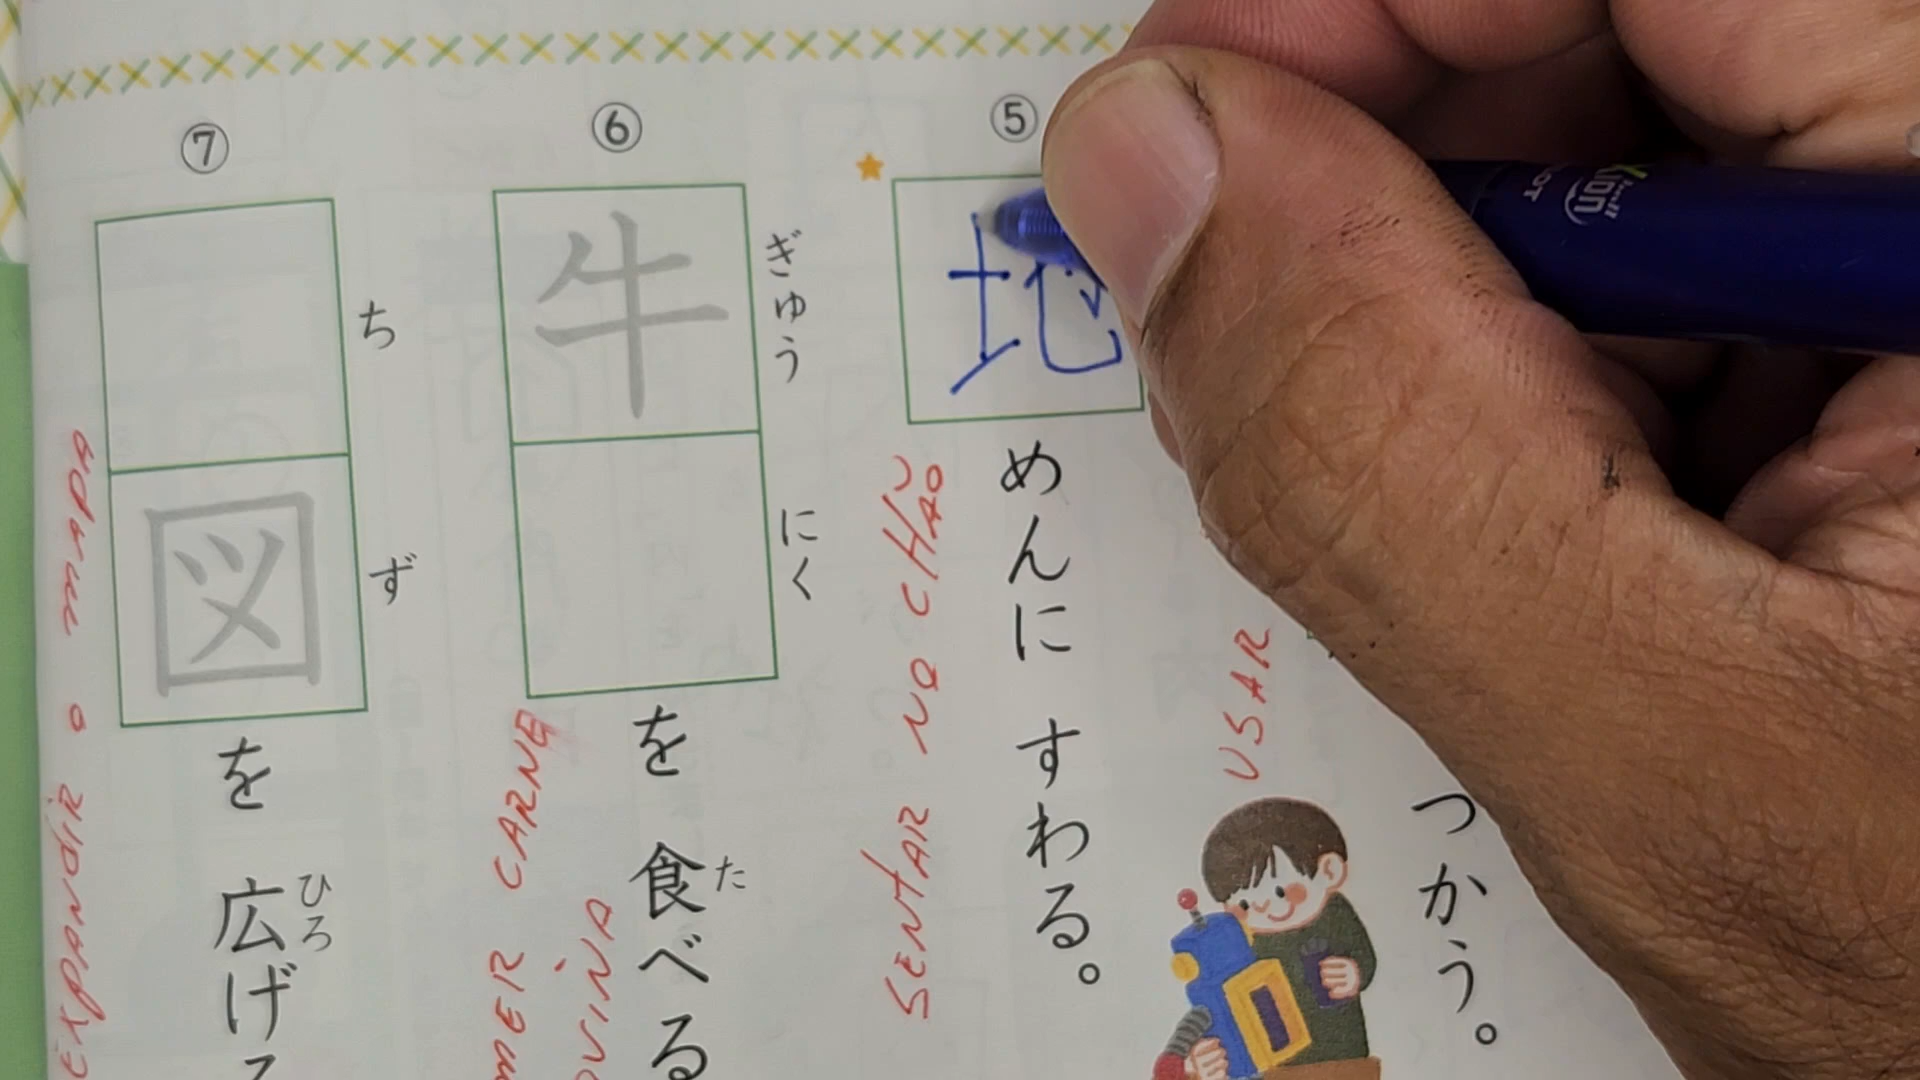 つかう。
USAR
⑤
地
めんに すわる。
SENTAR NO CHÃO
⑥
ぎゅう
牛
にく
を 食べる
た
COMER CARNE
BOVINA
⑦
ち
ず
図
を 広げる
ひろ
EXPANDIR O MAPA